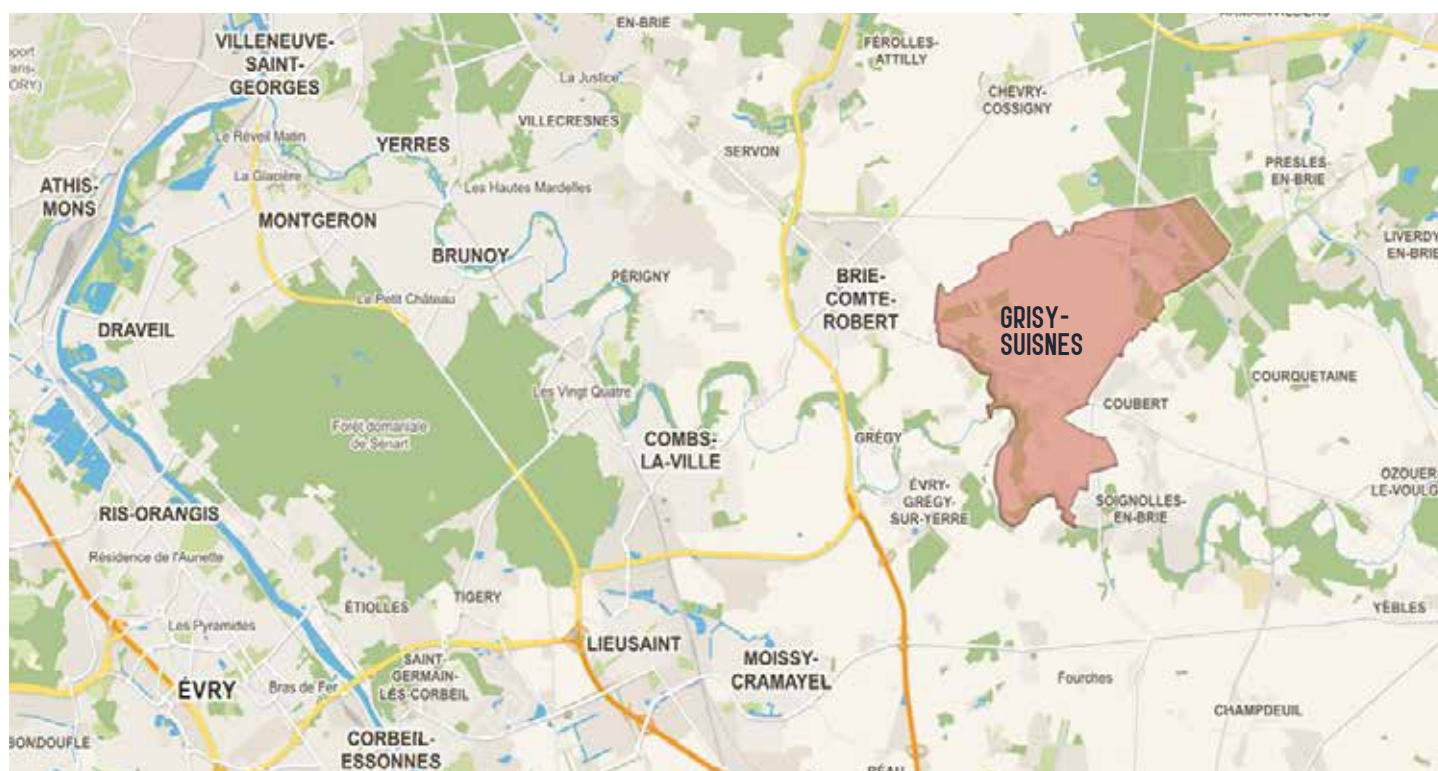 EN-BRIE
VILLENEUVE-
SAINT-
GEORGES
FÉROLLES-
ATTILLY
La Justice
CHEVRY-
COSSIGNY
VILLECRESNES
Le Réveil Matin
YERRES
SERVON
PRESLES-
EN-BRIE
La Glacière
Les Hautes Mardelles
ATHIS-
MONS
MONTGERON
LIVERDY
EN-BRIE
BRUNOY
PÉRIGNY
BRIE-
COMTE-
ROBERT
Le Petit Château
GRISY-
SUISNES
DRAVEIL
COURQUETAINE
Les Vingt Quatre
COUBERT
Forêt domaniale
de Sénart
COMBS-
LA-VILLE
GRÉGY
OZOUER
LE-VOULG
ÉVRY-
GRÉGY-
SUR-YERRE
SOIGNOLLES-
EN-BRIE
RIS-ORANGIS
Résidence de l'Aunette
TIGERY
ÉTIOLLES
YÈBLES
Les Pyramides
LIEUSAINT
SAINT-
GERMAIN-
LÈS-CORBEIL
MOISSY-
CRAMAYEL
Fourches
ÉVRY
Bras de Fer
CHAMPDEUIL
BONDOUFLE
CORBEIL-
ESSONNES